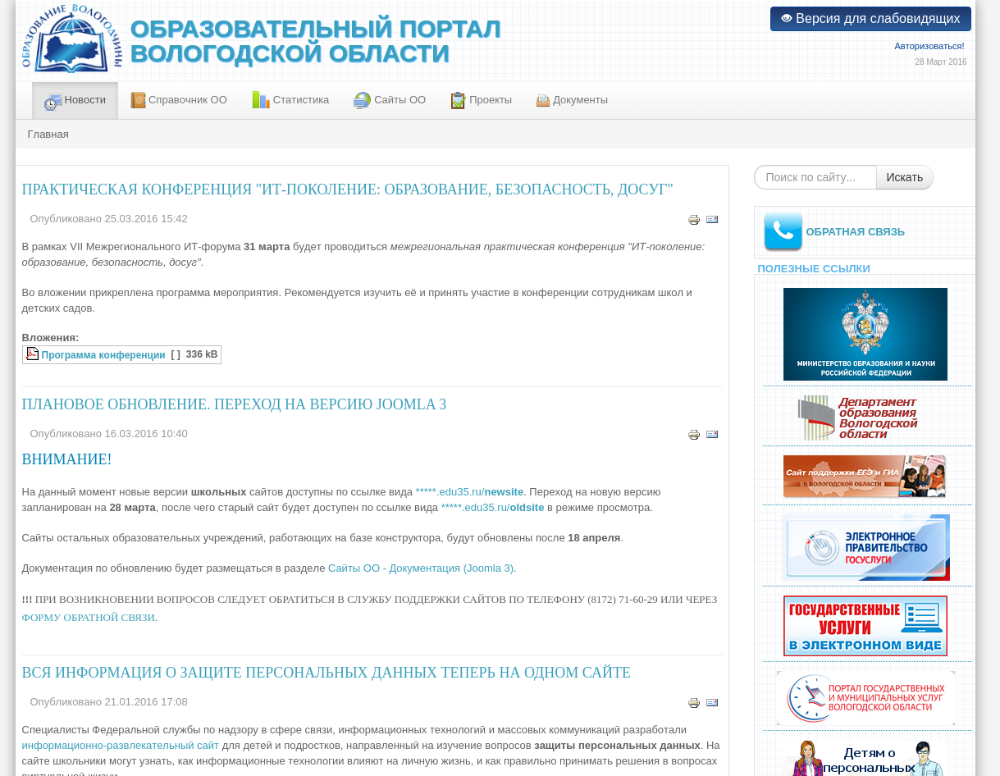 ОБРАЗОВАНИЕ ВОЛОГОДЧИНЫ
ОБРАЗОВАТЕЛЬНЫЙ ПОРТАЛ
ВОЛОГОДСКОЙ ОБЛАСТИ
Версия для слабовидящих
Авторизоваться!
28 Март 2016
Новости Справочник ОО Статистика Сайты ОО Проекты Документы
Главная
ПРАКТИЧЕСКАЯ КОНФЕРЕНЦИЯ "ИТ-ПОКОЛЕНИЕ: ОБРАЗОВАНИЕ, БЕЗОПАСНОСТЬ, ДОСУГ"
Опубликовано 25.03.2016 15:42
В рамках VII Межрегионального ИТ-форума 31 марта будет проводиться межрегиональная практическая конференция "ИТ-поколение:
образование, безопасность, досуг".
Во вложении прикреплена программа мероприятия. Рекомендуется изучить её и принять участие в конференции сотрудникам школ и
детских садов.
Вложения:
Программа конференции [ ] 336 kB
ПЛАНОВОЕ ОБНОВЛЕНИЕ. ПЕРЕХОД НА ВЕРСИЮ JOOMLA 3
Опубликовано 16.03.2016 10:40
ВНИМАНИЕ!
На данный момент новые версии школьных сайтов доступны по ссылке вида *****.edu35.ru/newsite. Переход на новую версию
запланирован на 28 марта, после чего старый сайт будет доступен по ссылке вида *****.edu35.ru/oldsite в режиме просмотра.
Сайты остальных образовательных учреждений, работающих на базе конструктора, будут обновлены после 18 апреля.
Документация по обновлению будет размещаться в разделе Сайты ОО - Документация (Joomla 3).
!!! ПРИ ВОЗНИКНОВЕНИИ ВОПРОСОВ СЛЕДУЕТ ОБРАТИТЬСЯ В СЛУЖБУ ПОДДЕРЖКИ САЙТОВ ПО ТЕЛЕФОНУ (8172) 71-60-29 ИЛИ ЧЕРЕЗ
ФОРМУ ОБРАТНОЙ СВЯЗИ.
ВСЯ ИНФОРМАЦИЯ О ЗАЩИТЕ ПЕРСОНАЛЬНЫХ ДАННЫХ ТЕПЕРЬ НА ОДНОМ САЙТЕ
Опубликовано 21.01.2016 17:08
Специалисты Федеральной службы по надзору в сфере связи, информационных технологий и массовых коммуникаций разработали
информационно-развлекательный сайт для детей и подростков, направленный на изучение вопросов защиты персональных данных. На
сайте школьники могут узнать, как информационные технологии влияют на личную жизнь, и как правильно принимать решения в вопросах
виртуальной жизни
Поиск по сайту... Искать
ОБРАТНАЯ СВЯЗЬ
ПОЛЕЗНЫЕ ССЫЛКИ
МИНИСТЕРСТВО ОБРАЗОВАНИЯ И НАУКИ
РОССИЙСКОЙ ФЕДЕРАЦИИ
Департамент
образования
Вологодской
области
Сайт поддержки ЕГЭ и ГИА
в Вологодской области
ЭЛЕКТРОННОЕ
ПРАВИТЕЛЬСТВО
ГОСУСЛУГИ
ГОСУДАРСТВЕННЫЕ
УСЛУГИ
В ЭЛЕКТРОННОМ ВИДЕ
ПОРТАЛ ГОСУДАРСТВЕННЫХ
И МУНИЦИПАЛЬНЫХ УСЛУГ
ВОЛОГОДСКОЙ ОБЛАСТИ
Детям о
персональных